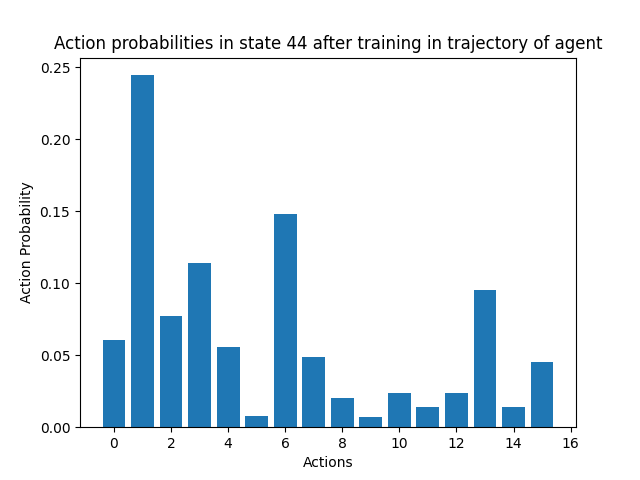 Action probabilities in state 44 after training in trajectory of agent
0.25
0.20
0.15
0.10
0.05
0.00
Action Probability
0 2 4 6 8 10 12 14 16
Actions